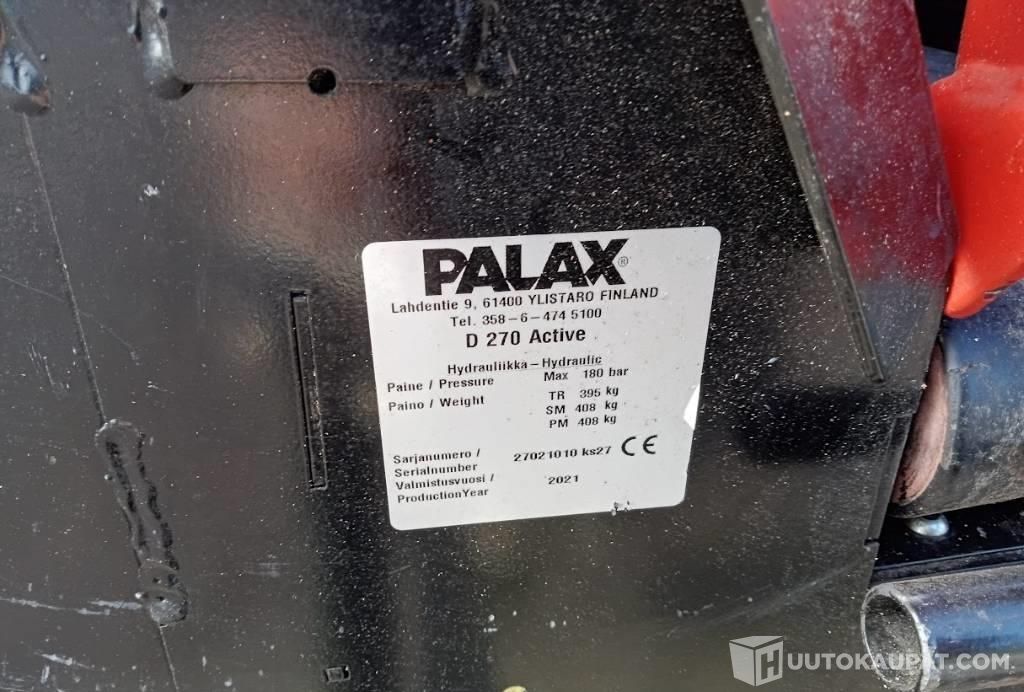 PALAX®
Lahdentie 9, 61400 YLISTARO FINLAND
Tel. 358-6-474 5100
D 270 Active
Hydrauliikka-Hydraulic
Paine / Pressure Max 180 bar
Paino / Weight TR 395 kg
SM 408 kg
PM 408 kg
Sarjanumero /
Serialnumber 27021010 ks27 CE
Valmistusvuosi /
ProductionYear 2021
HUUTOKAUPAT.COM